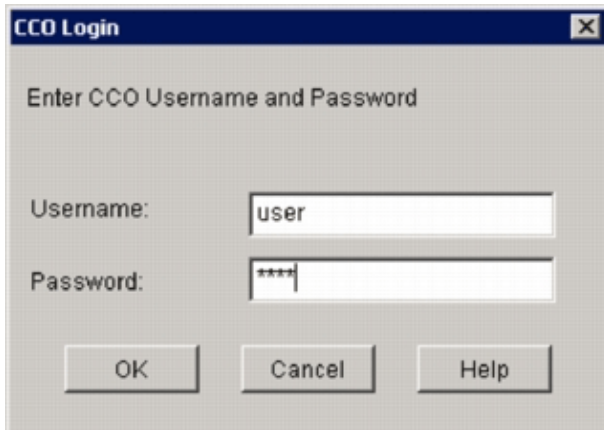 CCO Login
Enter CCO Username and Password
Username: user
Password: ****
OK Cancel Help